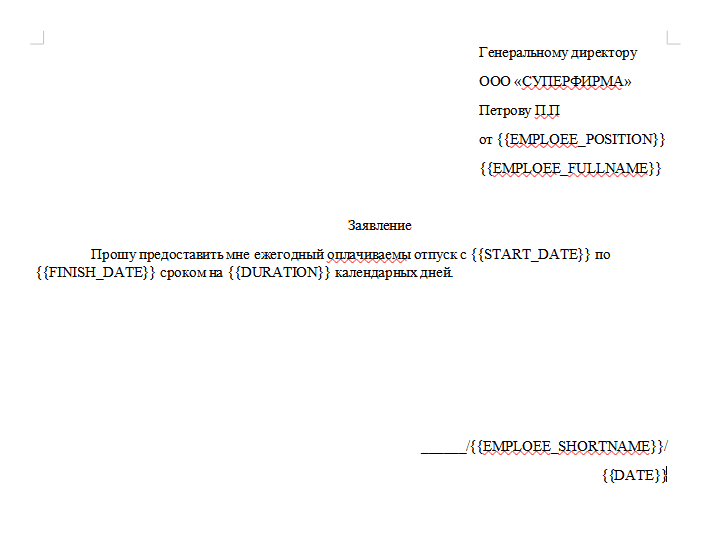 Генеральному директору
ООО «СУПЕРФИРМА»
Петрову П.П
от {{EMPLOEE_POSITION}}
{{EMPLOEE_FULLNAME}}
Заявление
Прошу предоставить мне ежегодный оплачиваемы отпуск с {{START_DATE}} по
{{FINISH_DATE}} сроком на {{DURATION}} календарных дней.
______/{{EMPLOEE_SHORTNAME}}/
{{DATE}}